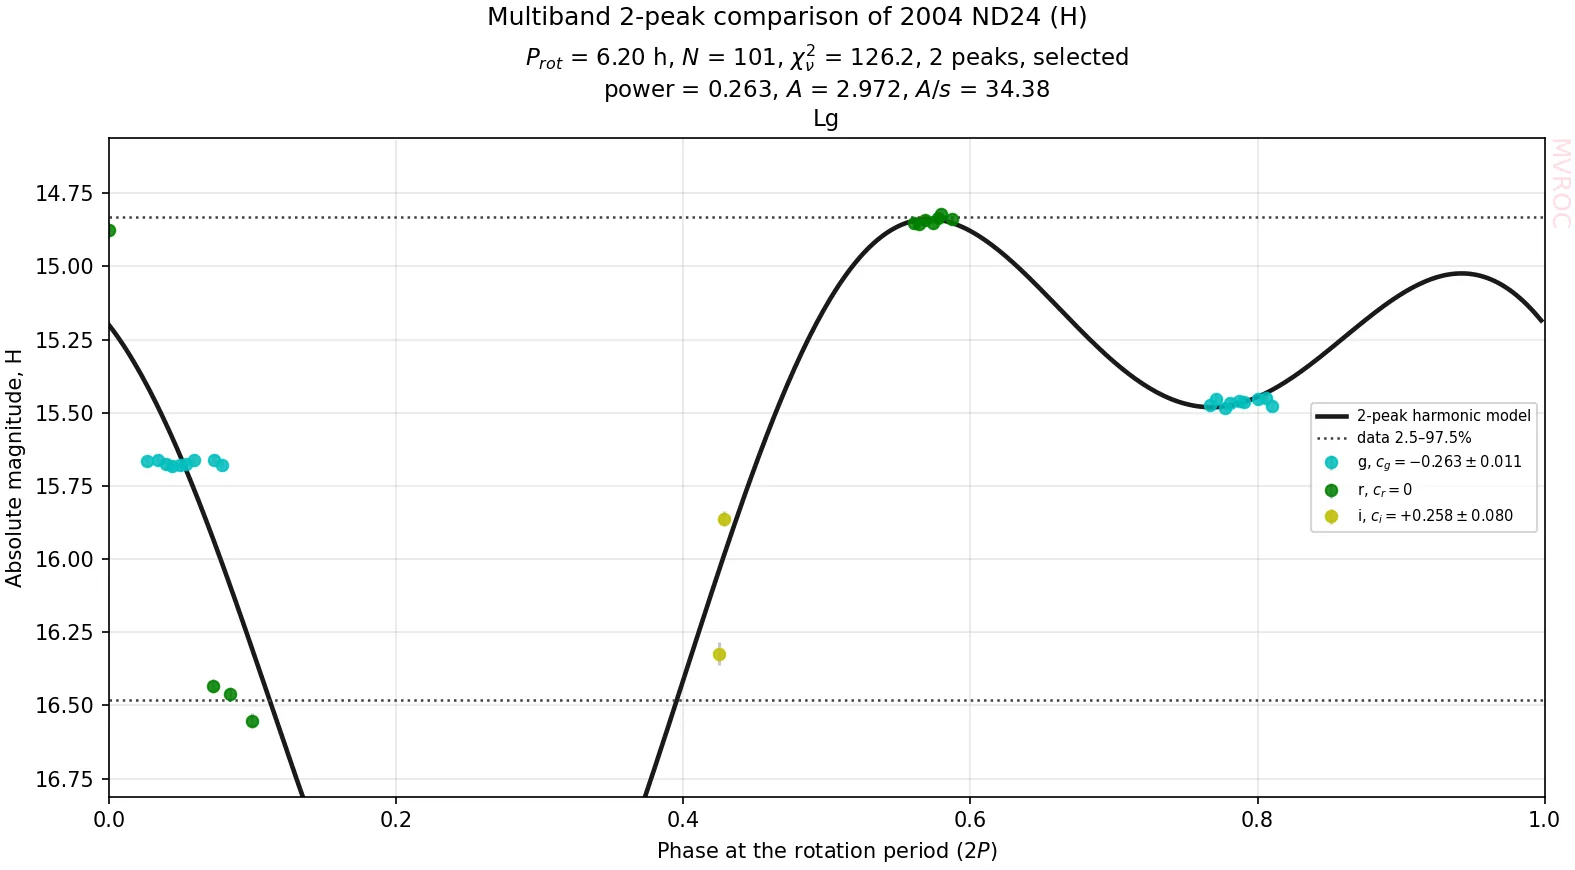 Multiband 2-peak comparison of 2004 ND24 (H)
P_rot = 6.20 h, N = 101, χ²_ν = 126.2, 2 peaks, selected
power = 0.263, A = 2.972, A/s = 34.38
Lg
MVROC
14.75
15.00
15.25
15.50
15.75
16.00
16.25
16.50
16.75
Absolute magnitude, H
2-peak harmonic model
data 2.5–97.5%
g, c_g = −0.263 ± 0.011
r, c_r = 0
i, c_i = +0.258 ± 0.080
0.0 0.2 0.4 0.6 0.8 1.0
Phase at the rotation period (2P)